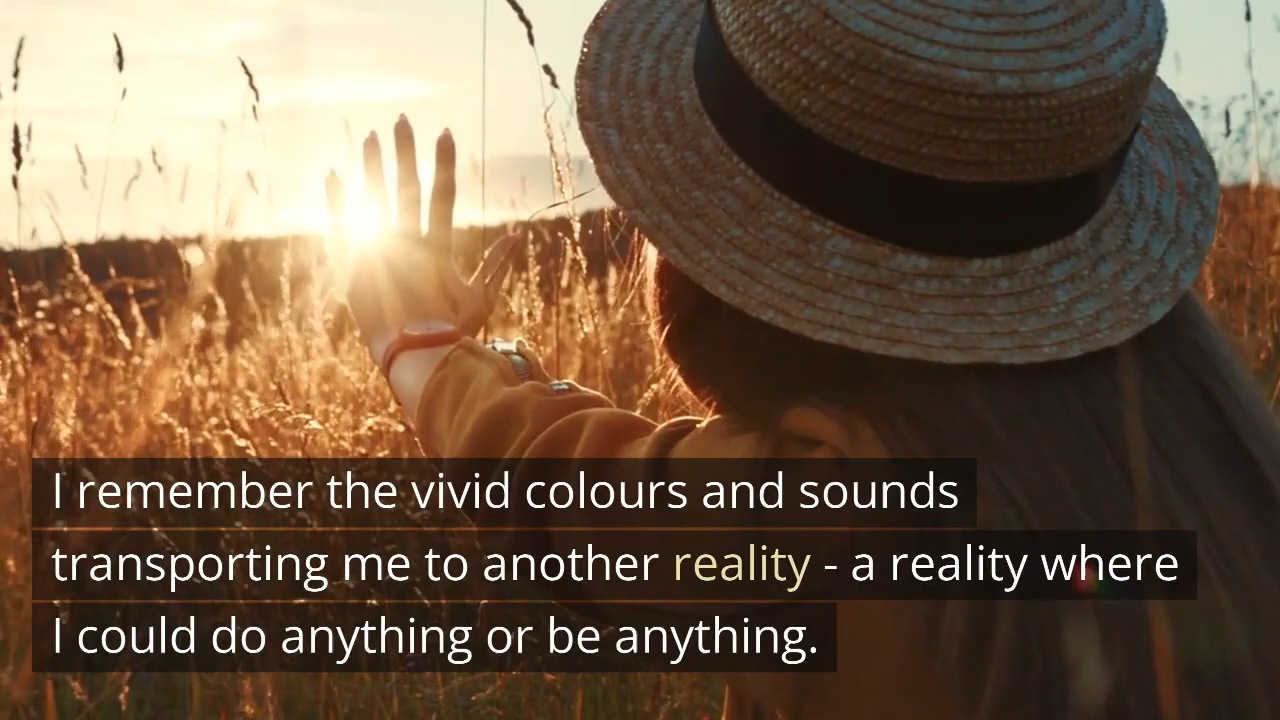 I remember the vivid colours and sounds
transporting me to another reality - a reality where
I could do anything or be anything.